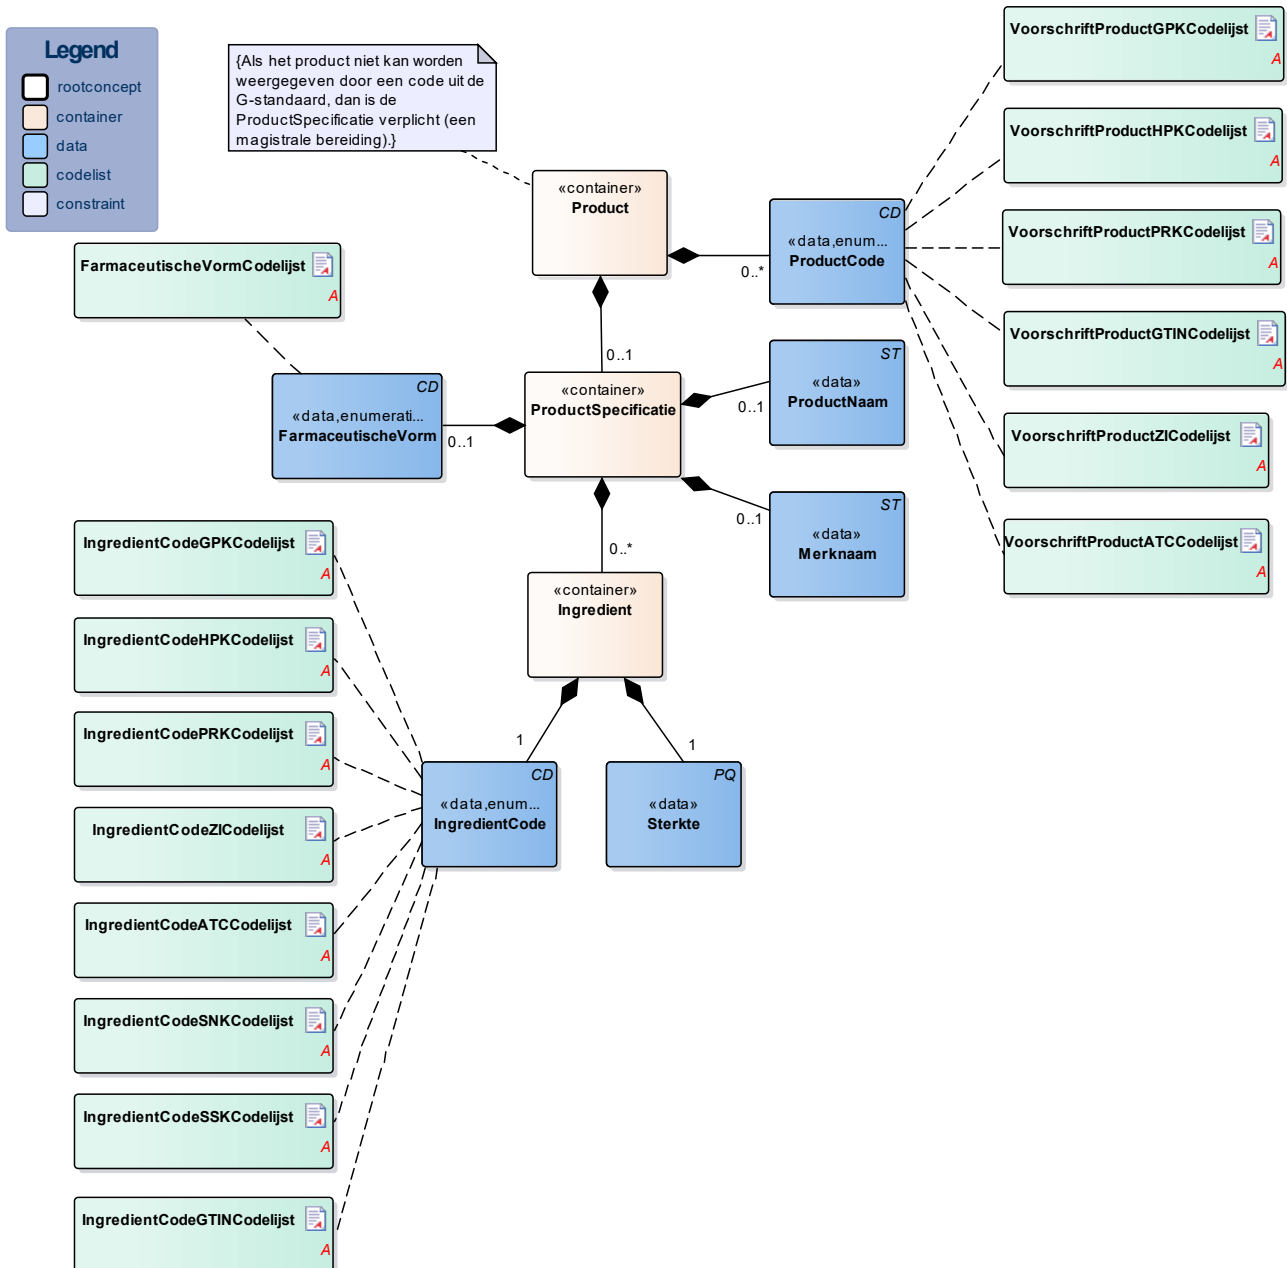 Legend
rootconcept
container
data
codelist
constraint
{Als het product niet kan worden
weergegeven door een code uit de
G-standaard, dan is de
ProductSpecificatie verplicht (een
magistrale bereiding).}
«container»
Product
0..*
0..1
CD
«data,enum...
ProductCode
VoorschriftProductGPKCodelijst
A
VoorschriftProductHPKCodelijst
A
VoorschriftProductPRKCodelijst
A
VoorschriftProductGTINCodelijst
A
VoorschriftProductZICodelijst
A
VoorschriftProductATCCodelijst
A
FarmaceutischeVormCodelijst
A
CD
«data,enumerati...
FarmaceutischeVorm
0..1
«container»
ProductSpecificatie
0..1
ST
«data»
ProductNaam
0..1
ST
«data»
Merknaam
0..*
«container»
Ingredient
1
1
CD
«data,enum...
IngredientCode
PQ
«data»
Sterkte
IngredientCodeGPKCodelijst
A
IngredientCodeHPKCodelijst
A
IngredientCodePRKCodelijst
A
IngredientCodeZICodelijst
A
IngredientCodeATCCodelijst
A
IngredientCodeSNKCodelijst
A
IngredientCodeSSKCodelijst
A
IngredientCodeGTINCodelijst
A